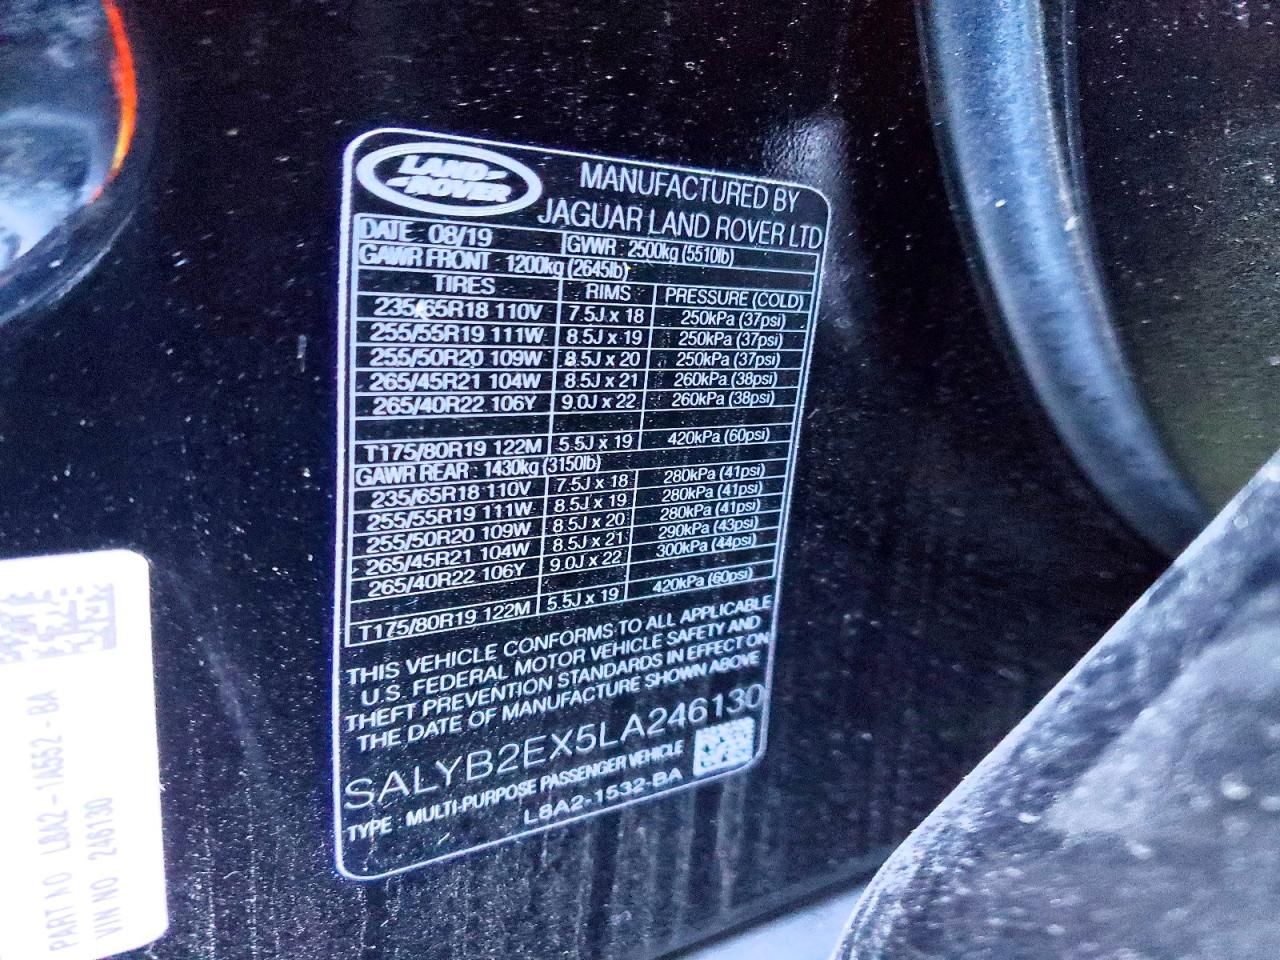 LAND-
-ROVER
MANUFACTURED BY
JAGUAR LAND ROVER LTD
DATE 08/19 GVWR : 2500kg (5510lb)
GAWR FRONT : 1200kg (2645lb)
TIRES RIMS PRESSURE (COLD)
235/65R18 110V 7.5J x 18 250kPa (37psi)
255/55R19 111W 8.5J x 19 250kPa (37psi)
255/50R20 109W 8.5J x 20 250kPa (37psi)
265/45R21 104W 8.5J x 21 260kPa (38psi)
265/40R22 106Y 9.0J x 22 260kPa (38psi)
T175/80R19 122M 5.5J x 19 420kPa (60psi)
GAWR REAR : 1430kg (3150lb)
235/65R18 110V 7.5J x 18 280kPa (41psi)
255/55R19 111W 8.5J x 19 280kPa (41psi)
255/50R20 109W 8.5J x 20 280kPa (41psi)
265/45R21 104W 8.5J x 21 290kPa (43psi)
265/40R22 106Y 9.0J x 22 300kPa (44psi)
T175/80R19 122M 5.5J x 19 420kPa (60psi)
THIS VEHICLE CONFORMS TO ALL APPLICABLE
U.S. FEDERAL MOTOR VEHICLE SAFETY AND
THEFT PREVENTION STANDARDS IN EFFECT ON
THE DATE OF MANUFACTURE SHOWN ABOVE
SALYB2EX5LA246130
TYPE : MULTI-PURPOSE PASSENGER VEHICLE
L8A2-1532-BA
PART NO L8A2-1A552-BA
VIN NO 246130